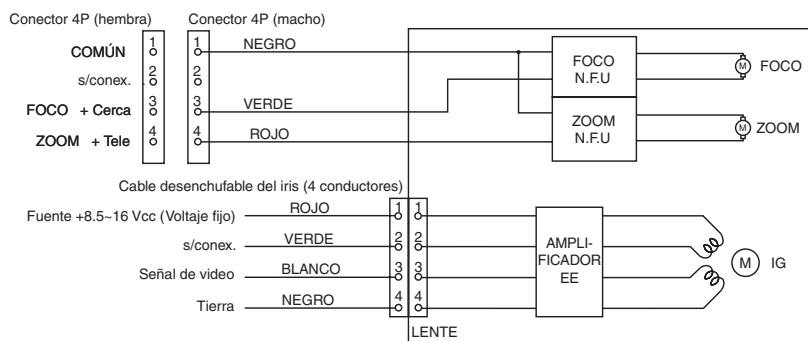 Conector 4P (hembra)
Conector 4P (macho)
COMÚN 1 1 NEGRO
s/conex. 2 2
FOCO + Cerca 3 3 VERDE
ZOOM + Tele 4 4 ROJO
FOCO
N.F.U
M FOCO
ZOOM
N.F.U
M ZOOM
Cable desenchufable del iris (4 conductores)
Fuente +8.5~16 Vcc (Voltaje fijo) ROJO 1 1
s/conex. VERDE 2 2
Señal de video BLANCO 3 3
Tierra NEGRO 4 4
AMPLI-
FICADOR
EE
M IG
LENTE